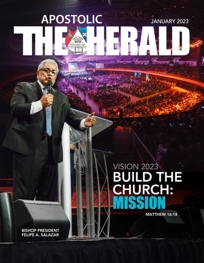 APOSTOLIC
JANUARY 2023
THE HERALD
VISION 2023
BUILD THE
CHURCH:
MISSION
MATTHEW 16:18
BISHOP PRESIDENT
FELIPE A. SALAZAR